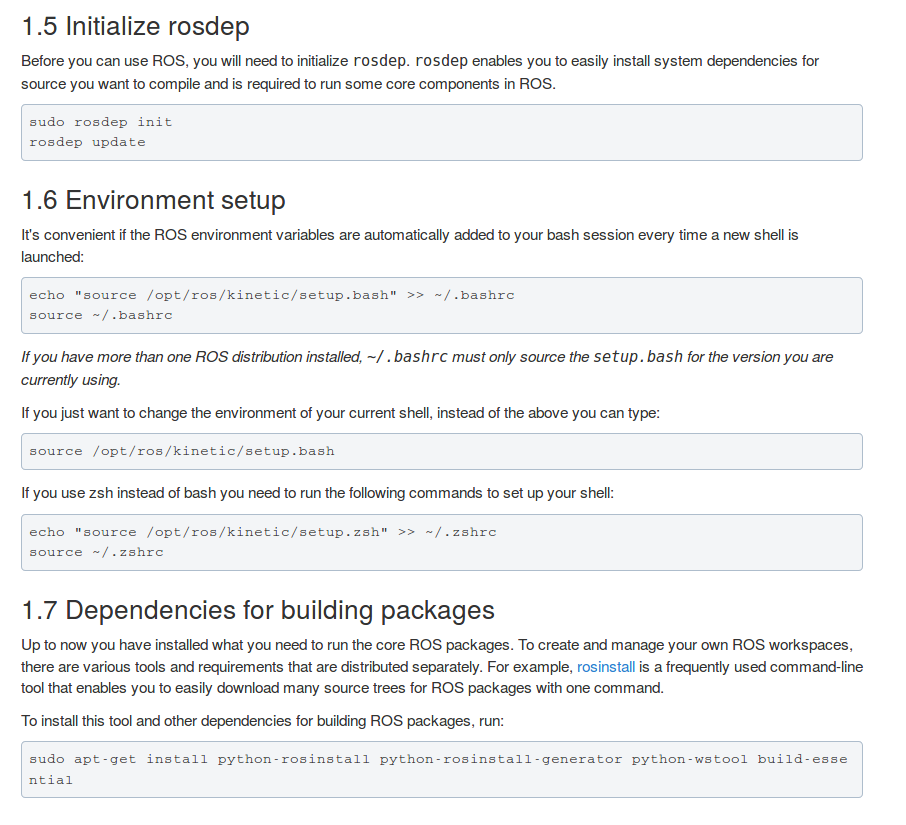 1.5 Initialize rosdep
Before you can use ROS, you will need to initialize rosdep. rosdep enables you to easily install system dependencies for
source you want to compile and is required to run some core components in ROS.
sudo rosdep init
rosdep update
1.6 Environment setup
It's convenient if the ROS environment variables are automatically added to your bash session every time a new shell is
launched:
echo "source /opt/ros/kinetic/setup.bash" >> ~/.bashrc
source ~/.bashrc
If you have more than one ROS distribution installed, ~/.bashrc must only source the setup.bash for the version you are
currently using.
If you just want to change the environment of your current shell, instead of the above you can type:
source /opt/ros/kinetic/setup.bash
If you use zsh instead of bash you need to run the following commands to set up your shell:
echo "source /opt/ros/kinetic/setup.zsh" >> ~/.zshrc
source ~/.zshrc
1.7 Dependencies for building packages
Up to now you have installed what you need to run the core ROS packages. To create and manage your own ROS workspaces,
there are various tools and requirements that are distributed separately. For example, rosinstall is a frequently used command-line
tool that enables you to easily download many source trees for ROS packages with one command.
To install this tool and other dependencies for building ROS packages, run:
sudo apt-get install python-rosinstall python-rosinstall-generator python-wstool build-esse
ntial